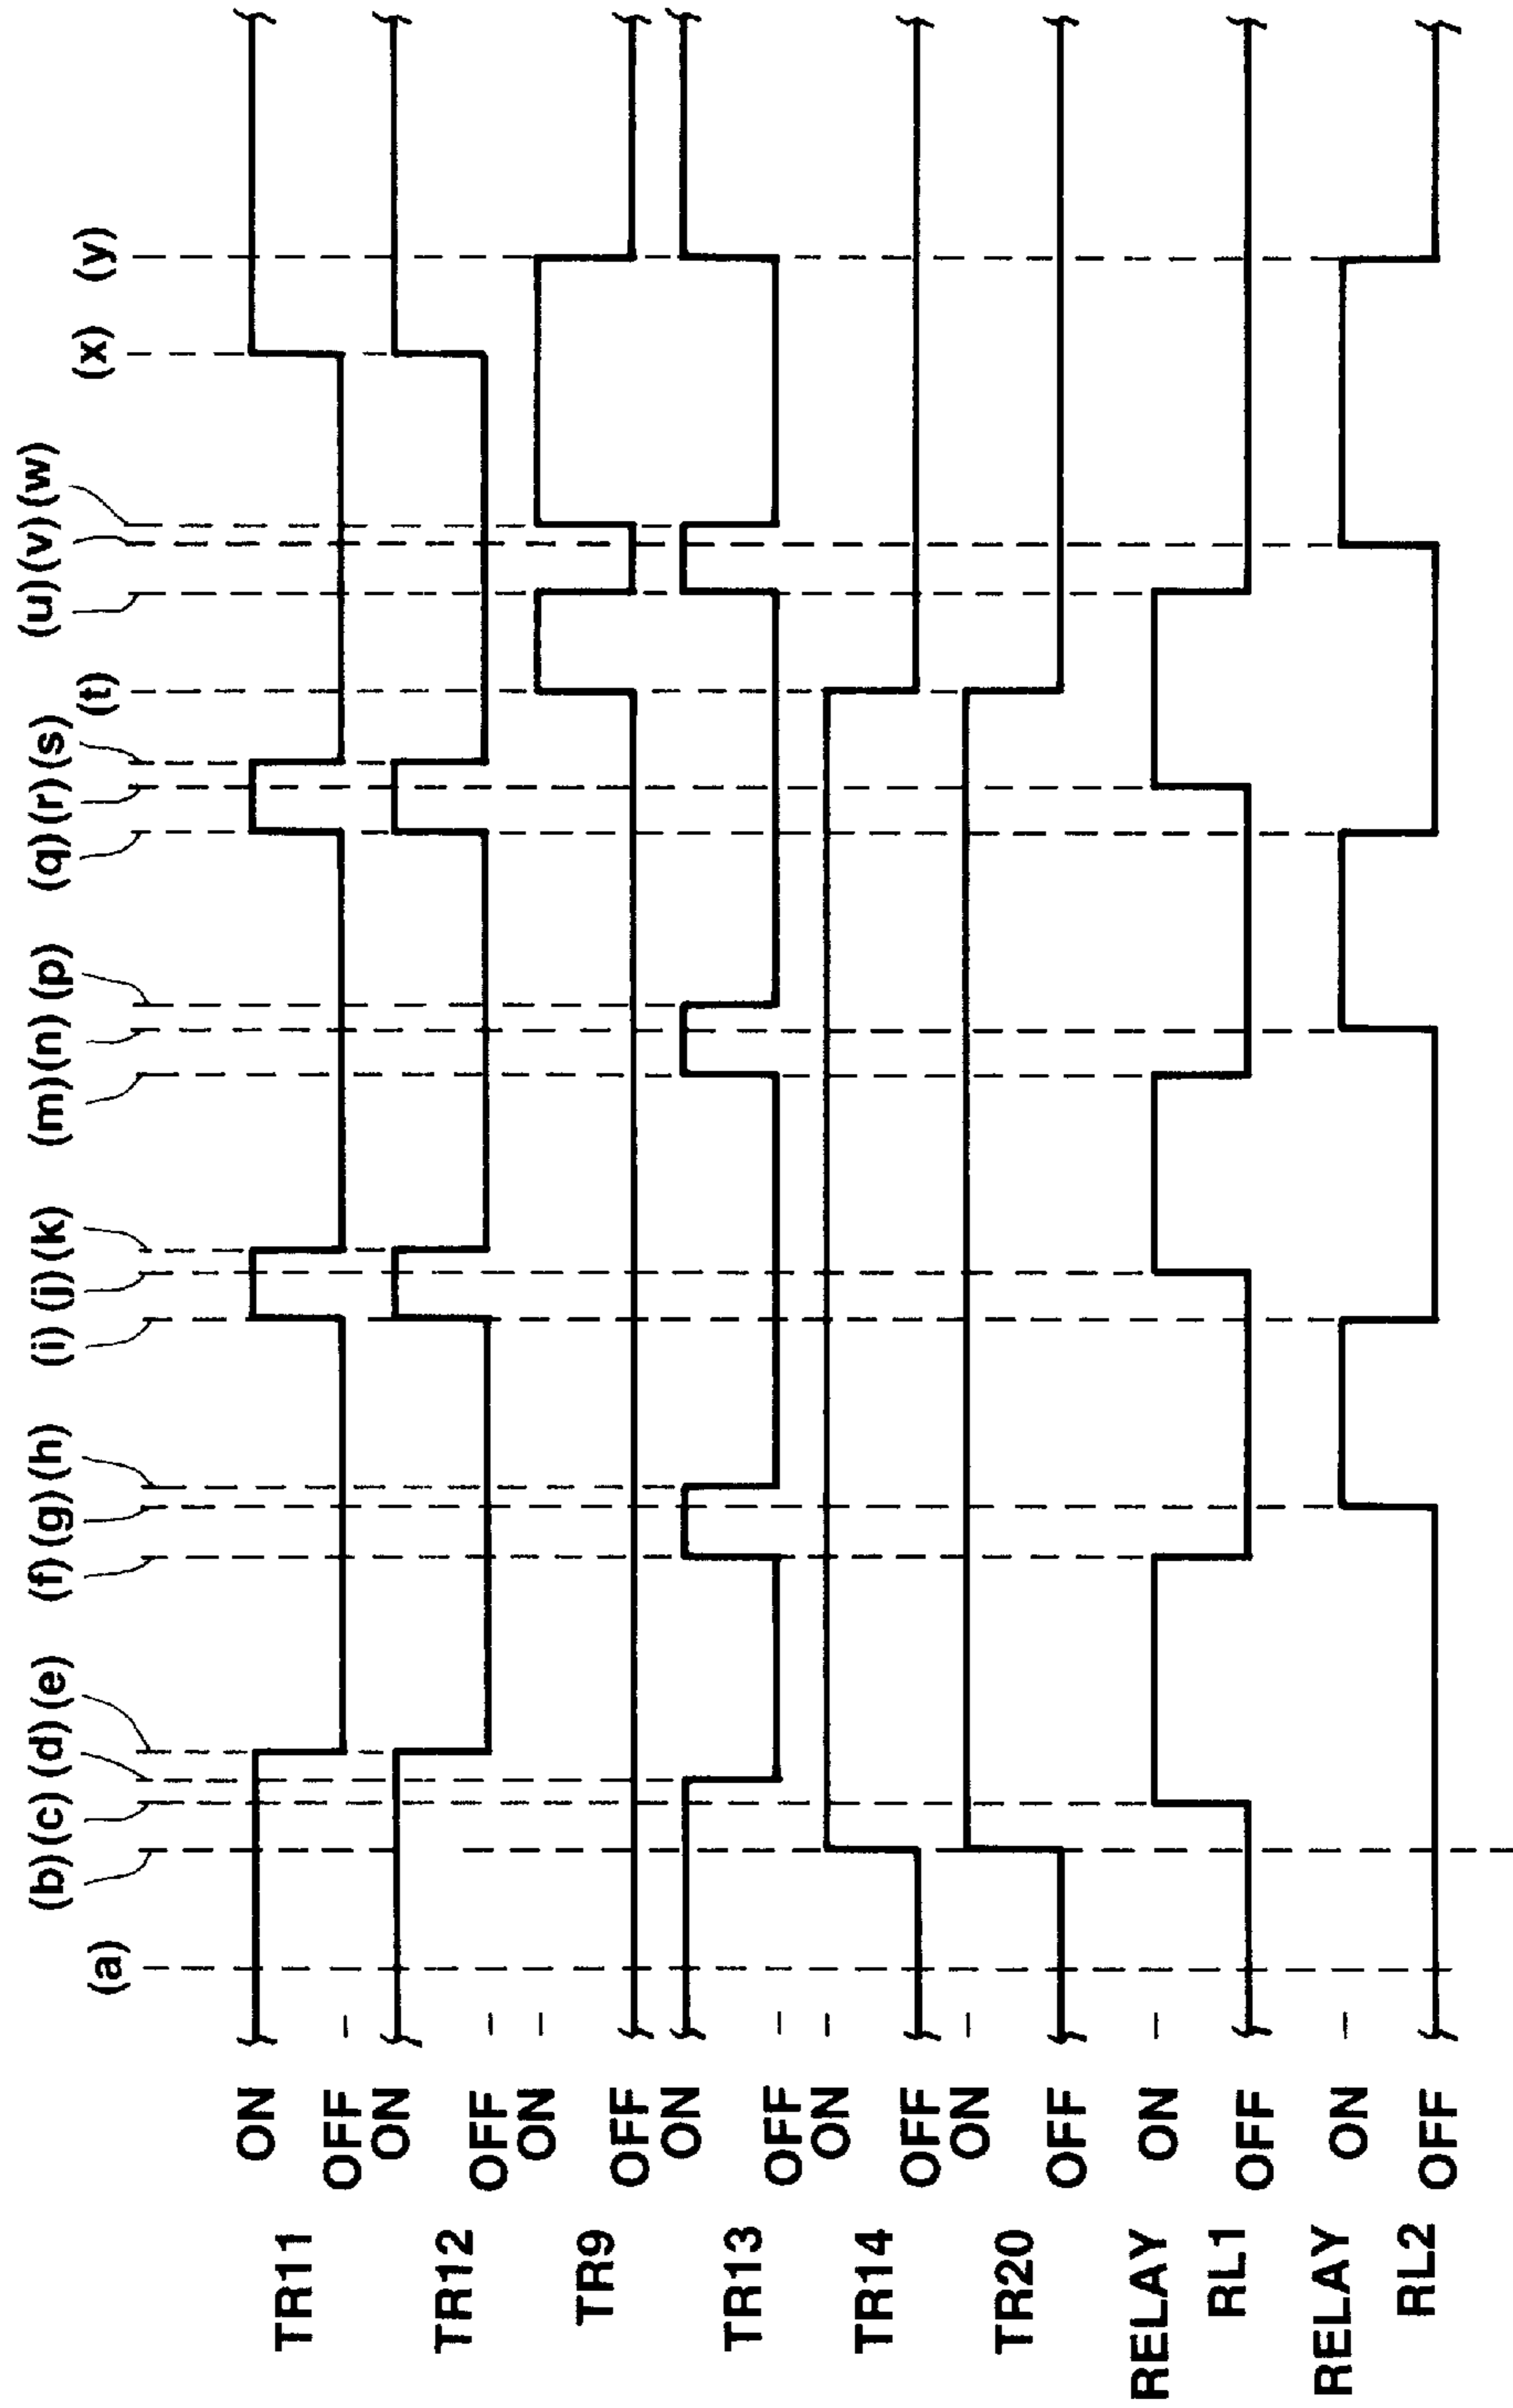 (a) (b) (c) (d) (e) (f) (g) (h) (i) (j) (k) (m) (n) (p) (q) (r) (s) (t) (u) (v) (w) (x) (y)
TR11 ON
OFF
TR12 ON
OFF
TR9 ON
OFF
TR13 ON
OFF
TR14 ON
OFF
TR20 ON
OFF
RELAY ON
RL1 OFF
RELAY ON
RL2 OFF